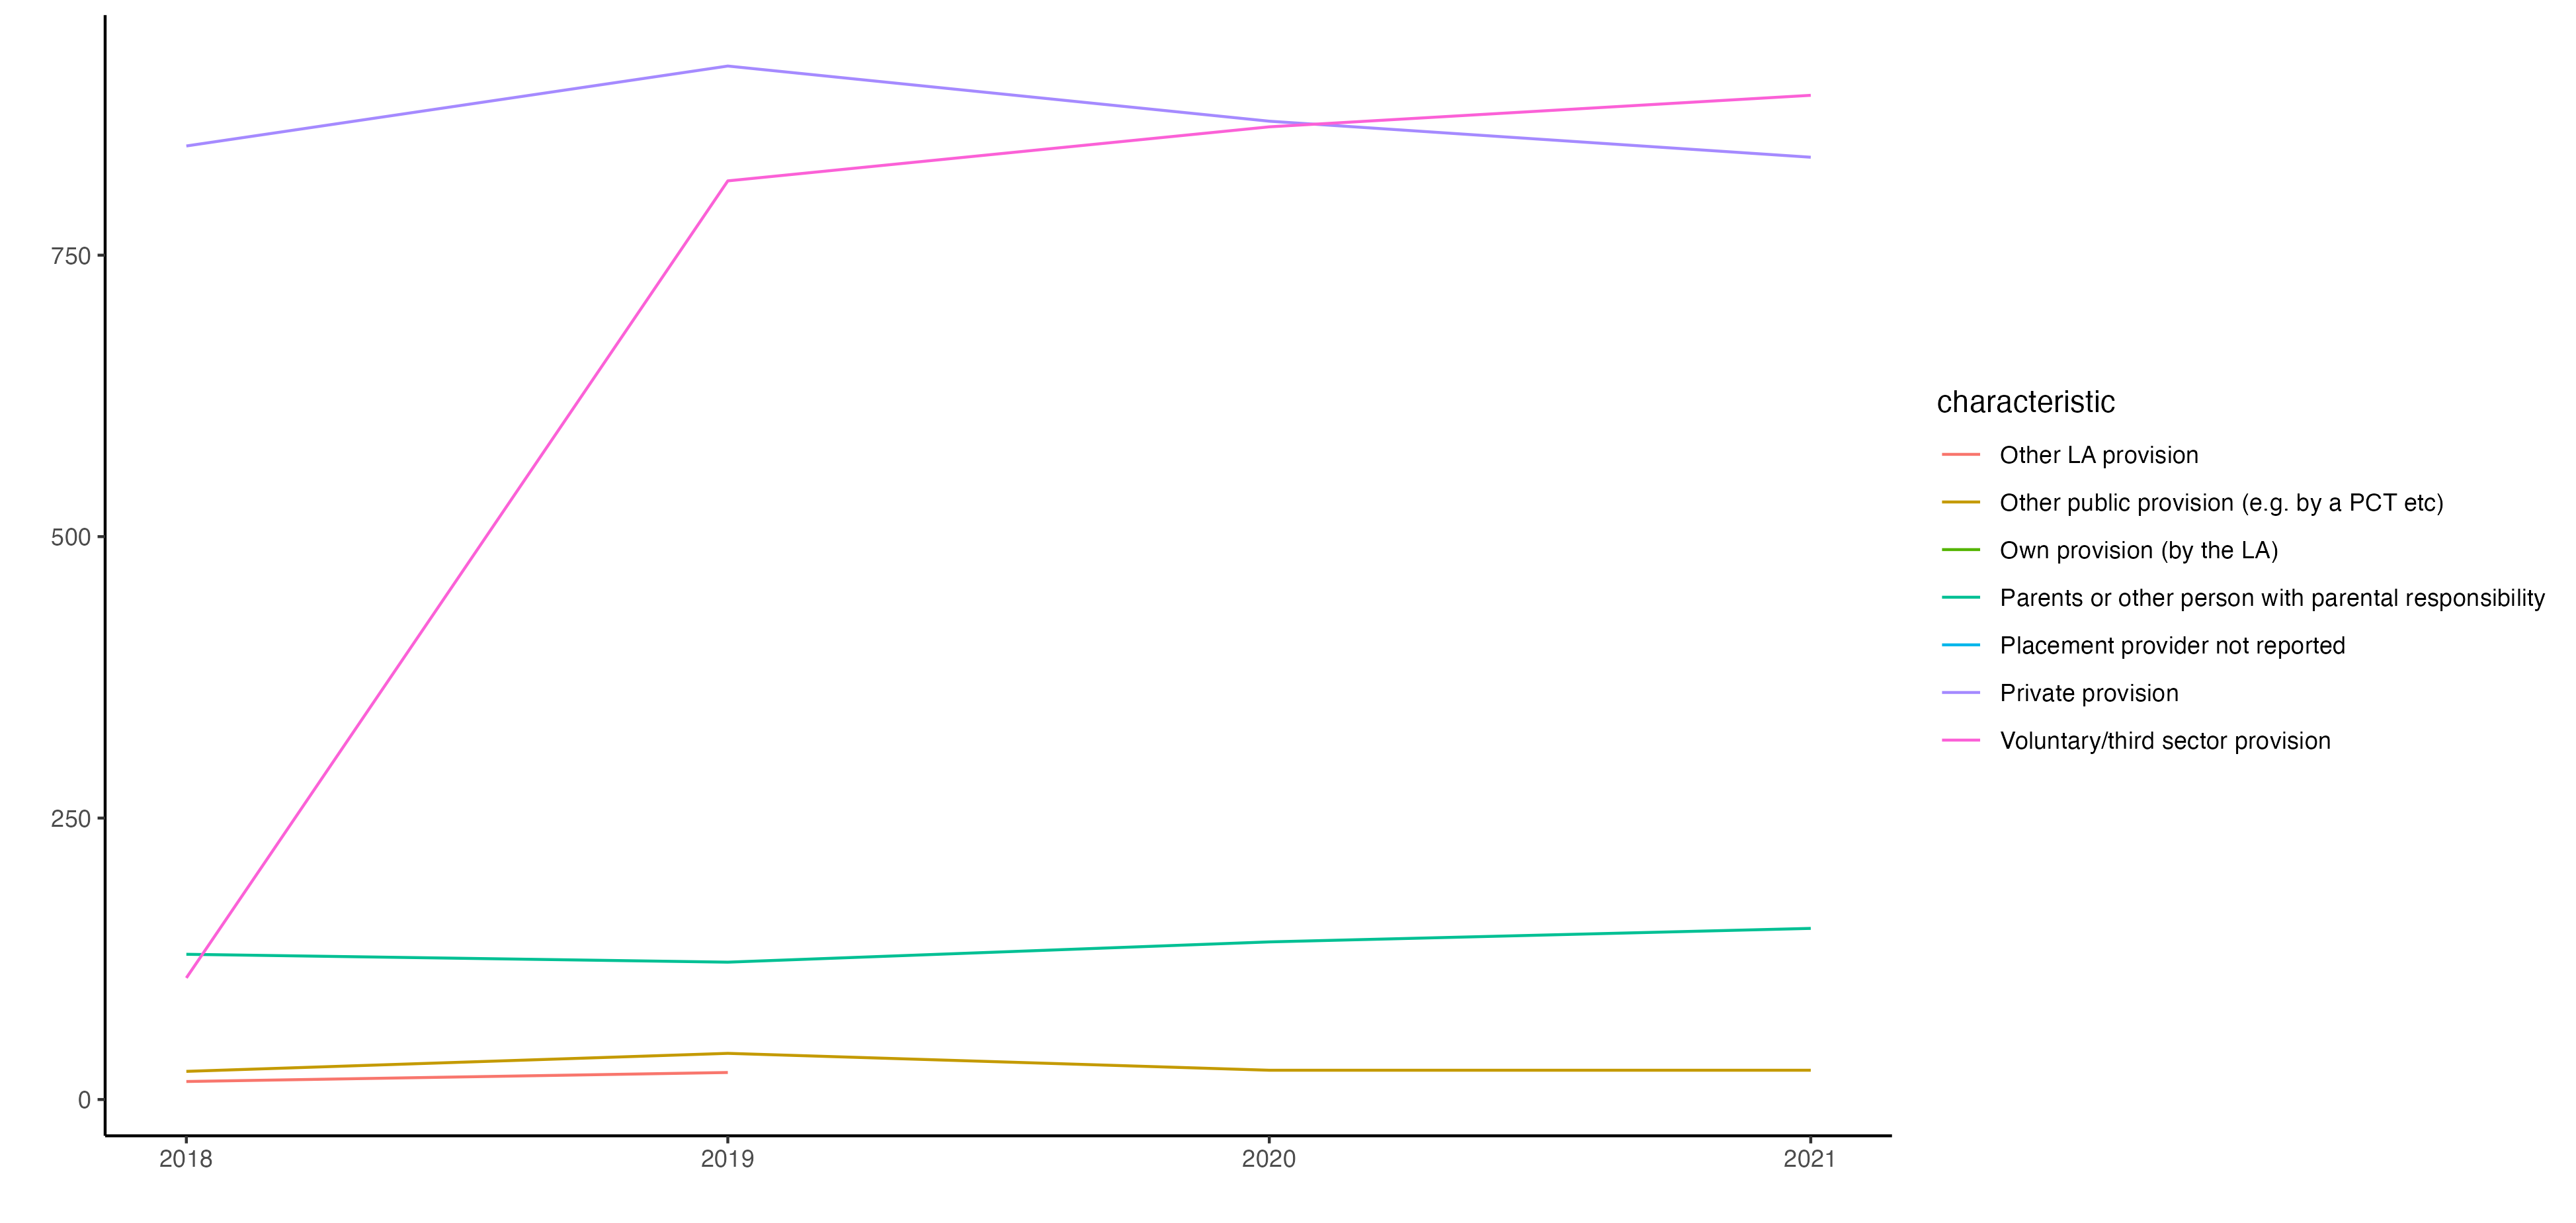 750
500
250
0
2018
2019
2020
2021
characteristic
Other LA provision
Other public provision (e.g. by a PCT etc)
Own provision (by the LA)
Parents or other person with parental responsibility
Placement provider not reported
Private provision
Voluntary/third sector provision